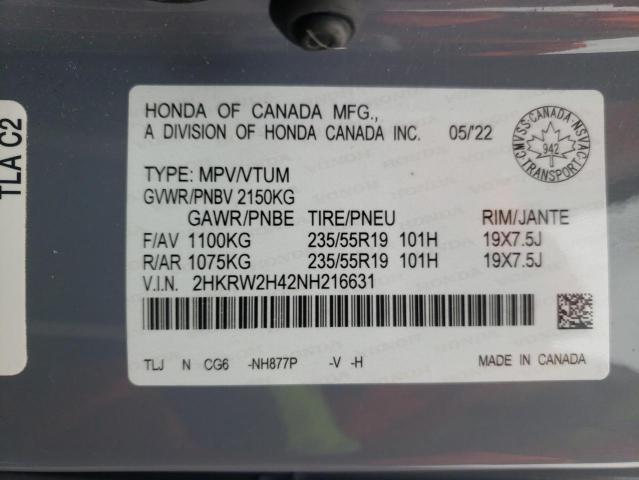 TLA C2
HONDA OF CANADA MFG.,
A DIVISION OF HONDA CANADA INC. 05/'22
CMVSS-CANADA-NSVAC
942
TRANSPORT
TYPE: MPV/VTUM
GVWR/PNBV 2150KG
GAWR/PNBE TIRE/PNEU RIM/JANTE
F/AV 1100KG 235/55R19 101H 19X7.5J
R/AR 1075KG 235/55R19 101H 19X7.5J
V.I.N. 2HKRW2H42NH216631
TLJ N CG6 -NH877P -V -H MADE IN CANADA